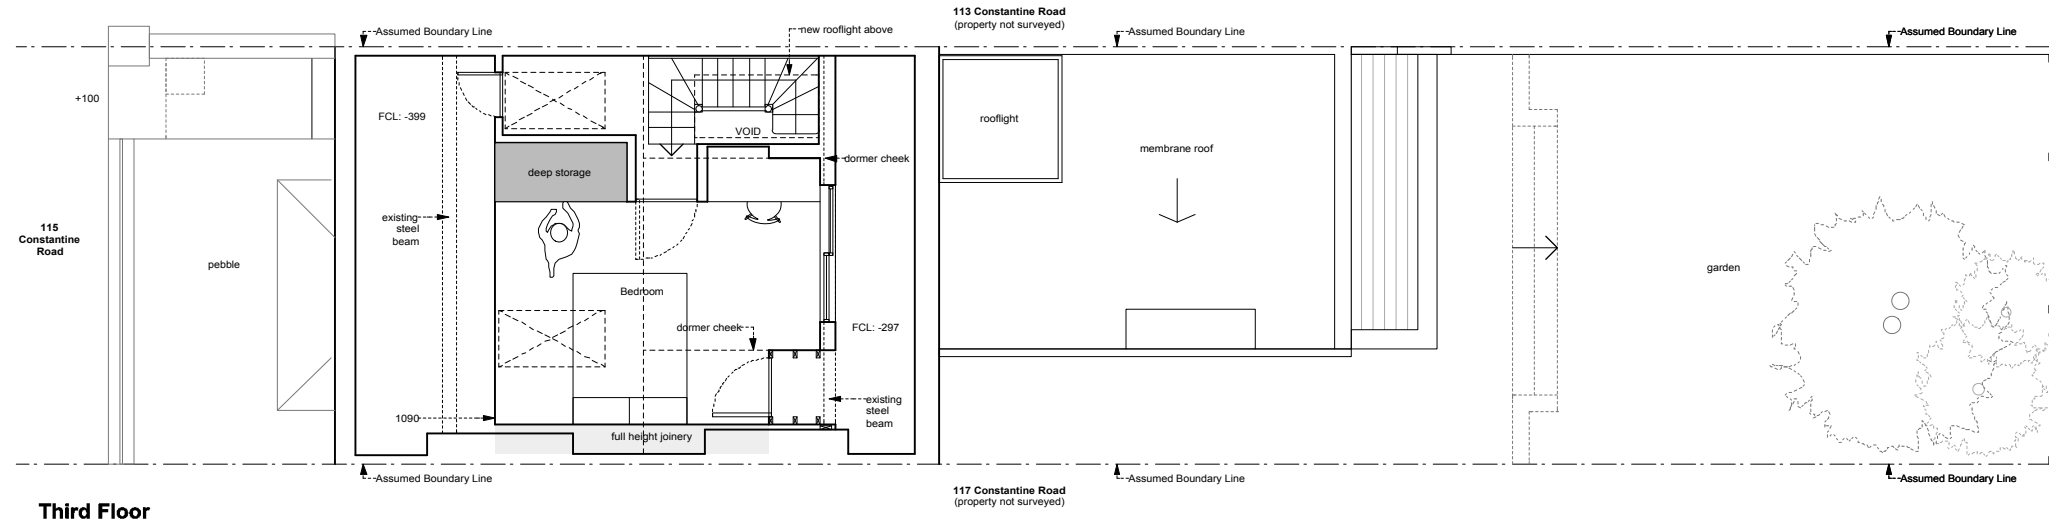 113 Constantine Road
(property not surveyed)
Assumed Boundary Line
new rooflight above
Assumed Boundary Line
Assumed Boundary Line
+100
FCL: -399
VOID
rooflight
membrane roof
dormer cheek
deep storage
115
Constantine
Road
existing
steel
beam
pebble
garden
Bedroom
dormer cheek
FCL: -297
1090
existing
steel
beam
full height joinery
Assumed Boundary Line
Assumed Boundary Line
Assumed Boundary Line
117 Constantine Road
(property not surveyed)
Third Floor